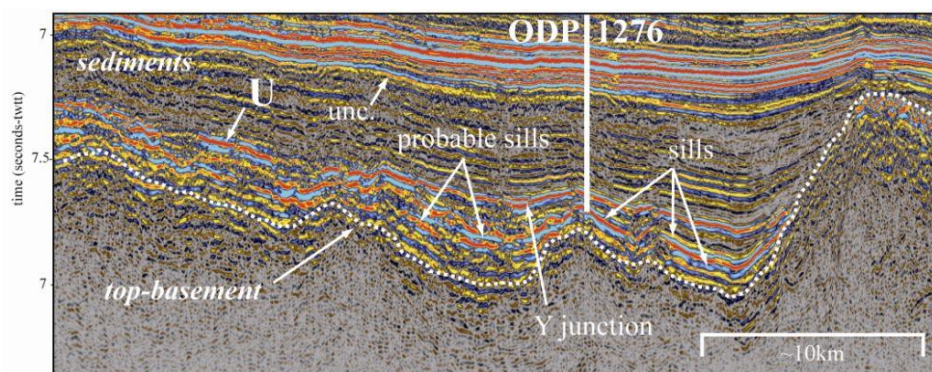 7
ODP 1276
sediments
U
unc.
probable sills
sills
7.5
time (seconds-twtt)
top-basement
7
Y junction
~10km